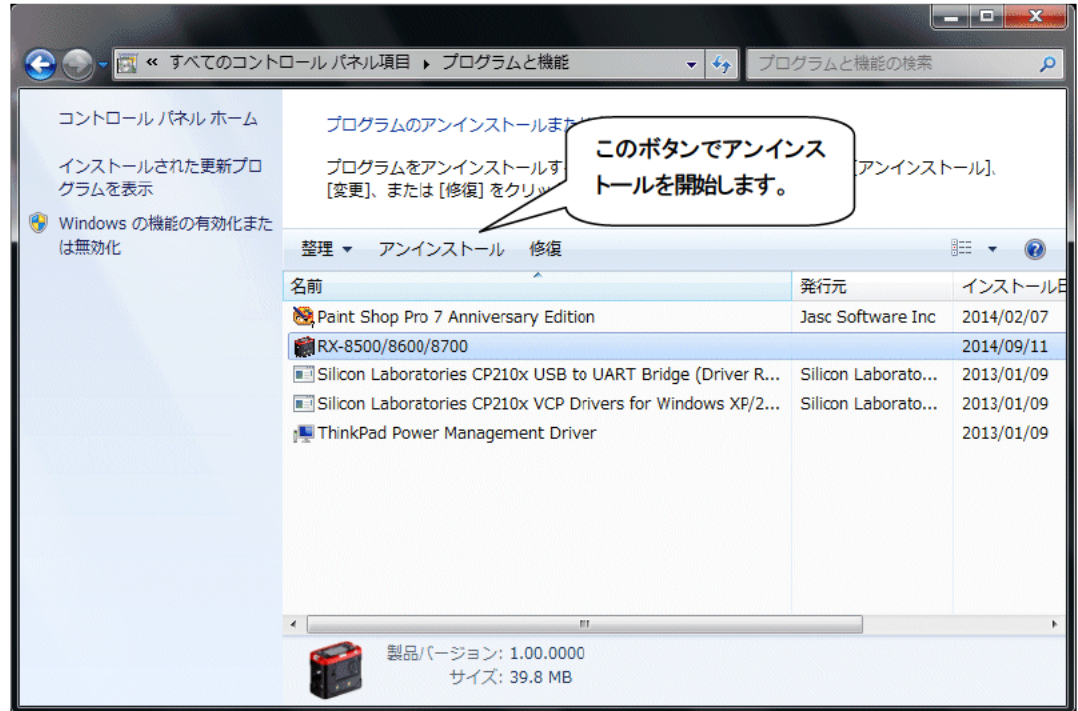 « すべてのコントロール パネル項目 ▸ プログラムと機能
プログラムと機能の検索
コントロール パネル ホーム
インストールされた更新プロ
グラムを表示
Windows の機能の有効化また
は無効化
プログラムのアンインストールまた
プログラムをアンインストールす
[アンインストール]、
[変更]、または [修復] をクリッ
このボタンでアンインス
トールを開始します。
整理 ▼ アンインストール 修復
名前 発行元 インストール日
Paint Shop Pro 7 Anniversary Edition Jasc Software Inc 2014/02/07
RX-8500/8600/8700 2014/09/11
Silicon Laboratories CP210x USB to UART Bridge (Driver R... Silicon Laborato... 2013/01/09
Silicon Laboratories CP210x VCP Drivers for Windows XP/2... Silicon Laborato... 2013/01/09
ThinkPad Power Management Driver 2013/01/09
製品バージョン: 1.00.0000
サイズ: 39.8 MB